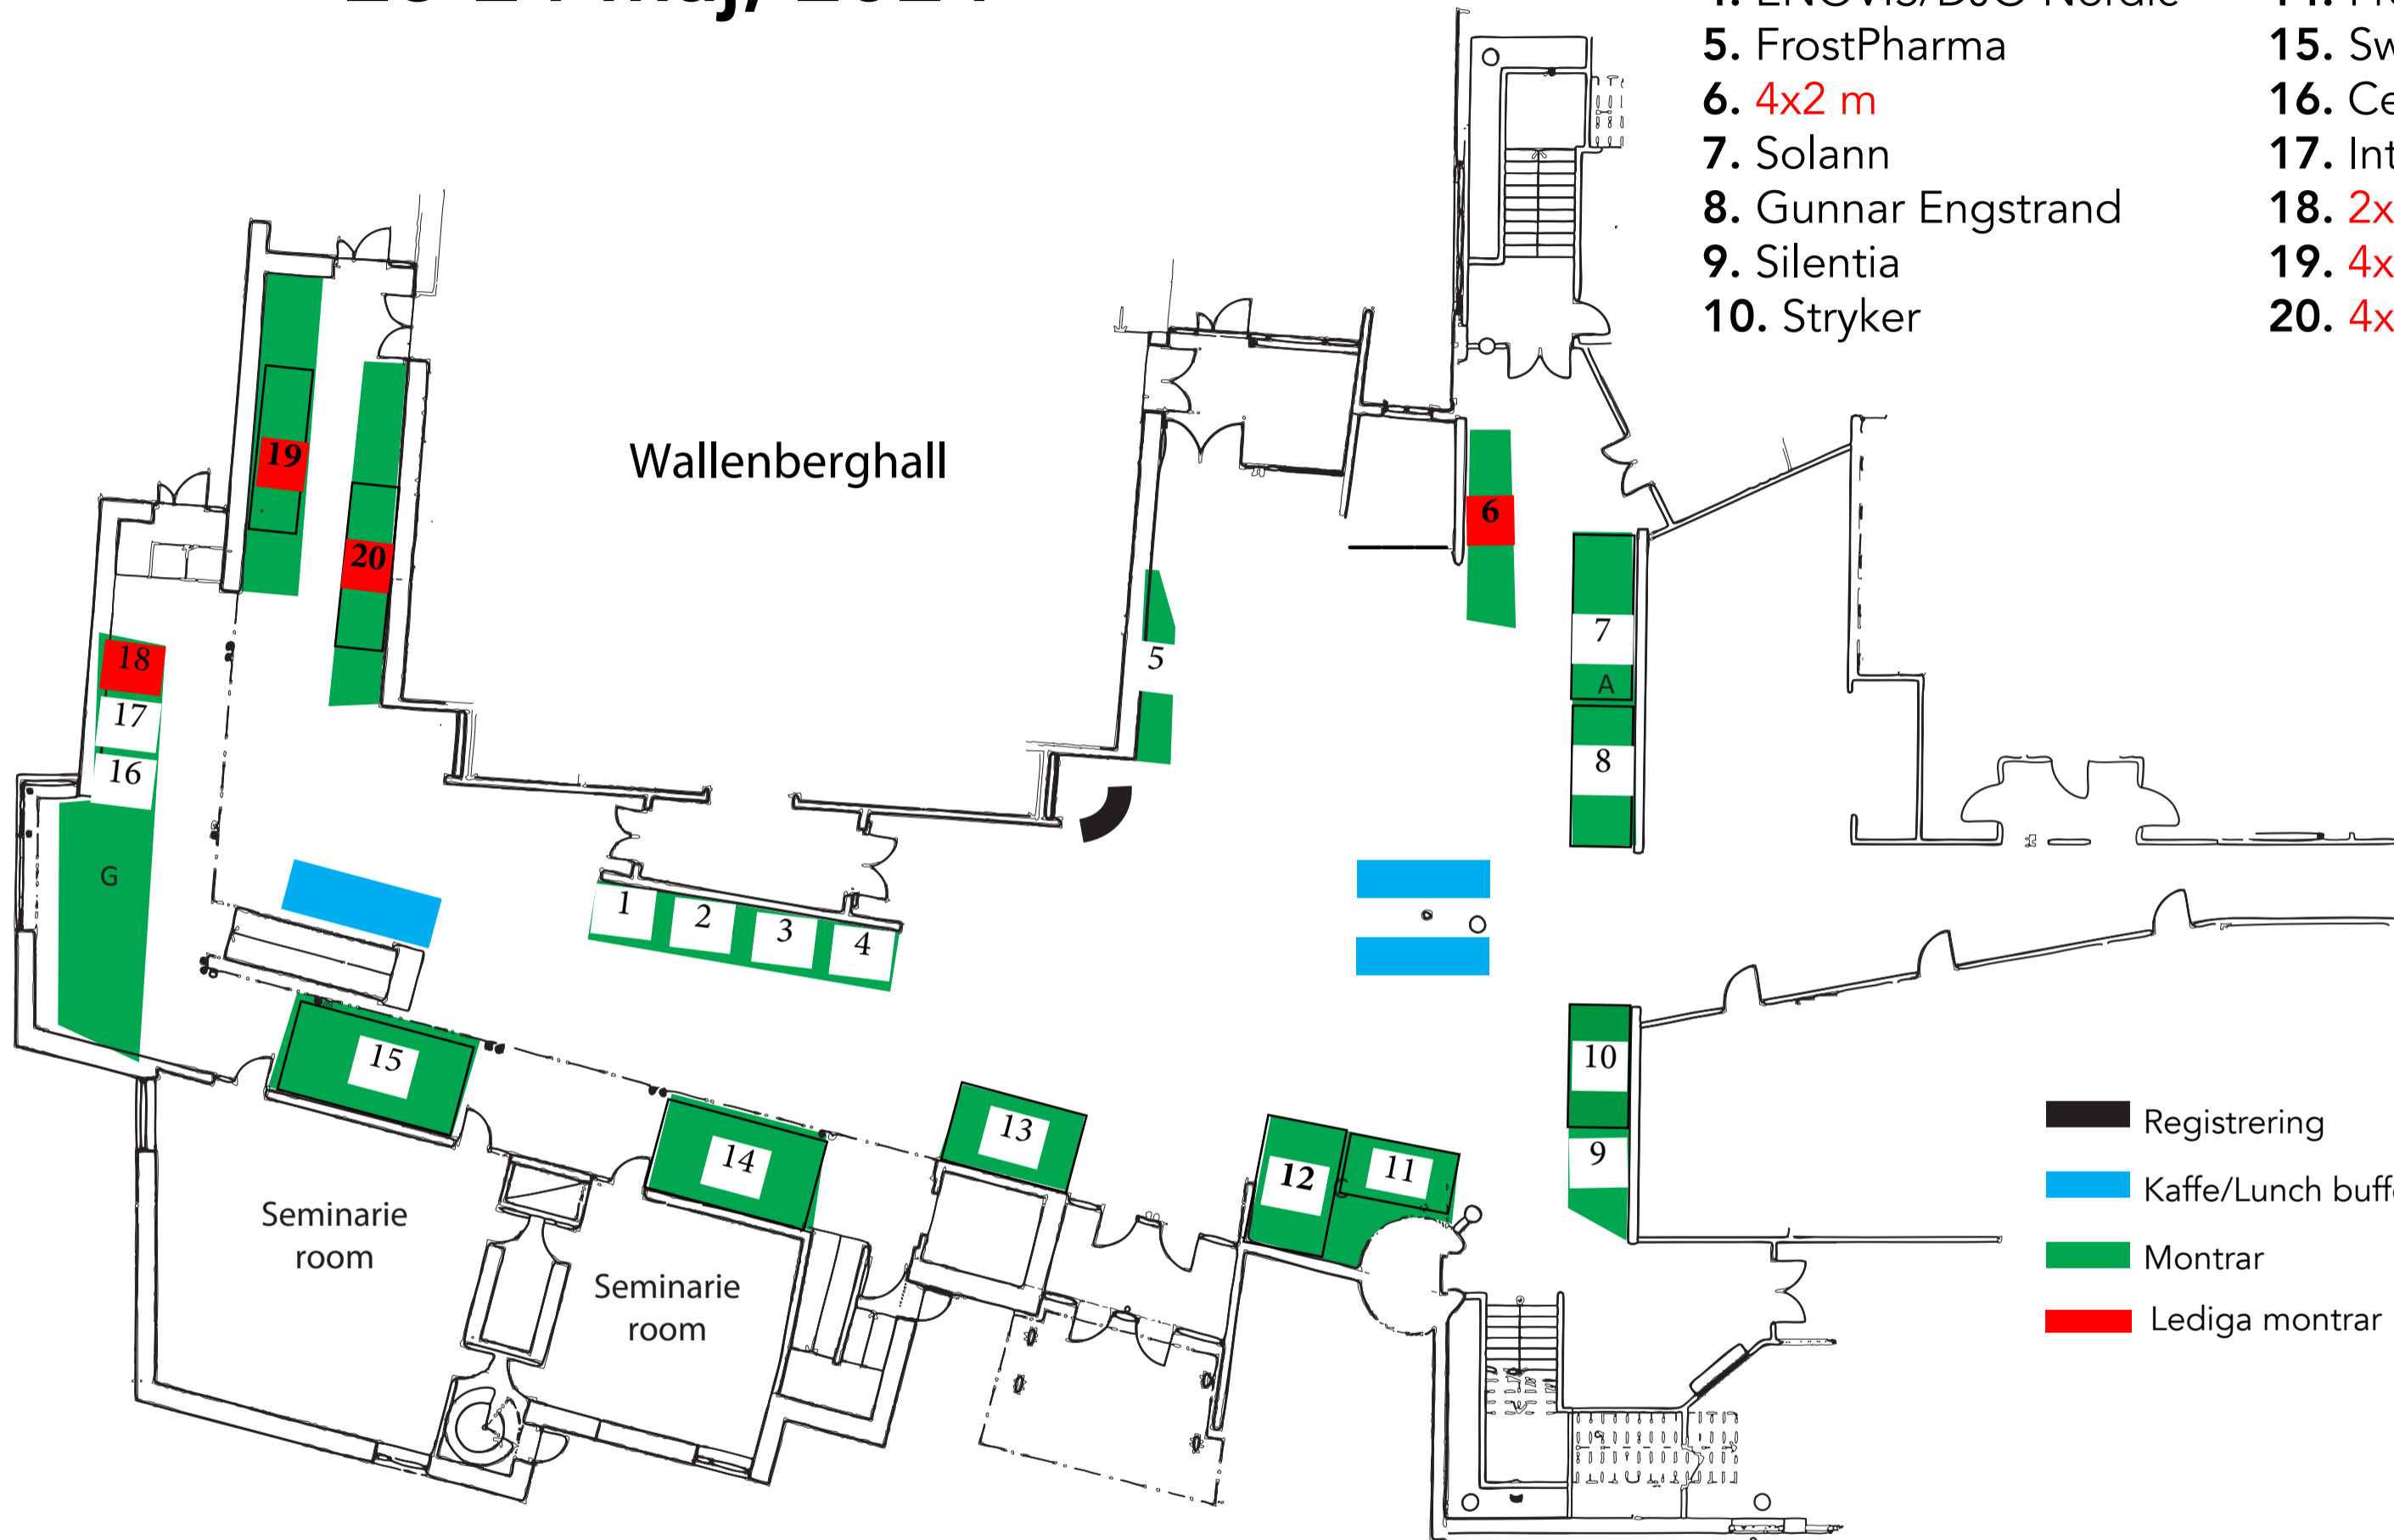 5. FrostPharma
6. 4x2 m
7. Solann
8. Gunnar Engstrand
9. Silentia
10. Stryker
15.
16.
17.
18.
19.
20.
Wallenberghall
19
20
6
5
7
A
8
18
17
16
G
1
2
3
4
15
14
13
12
11
10
9
Seminarie
room
Seminarie
room
Registrering
Kaffe/Lunch
Montrar
Lediga montrar